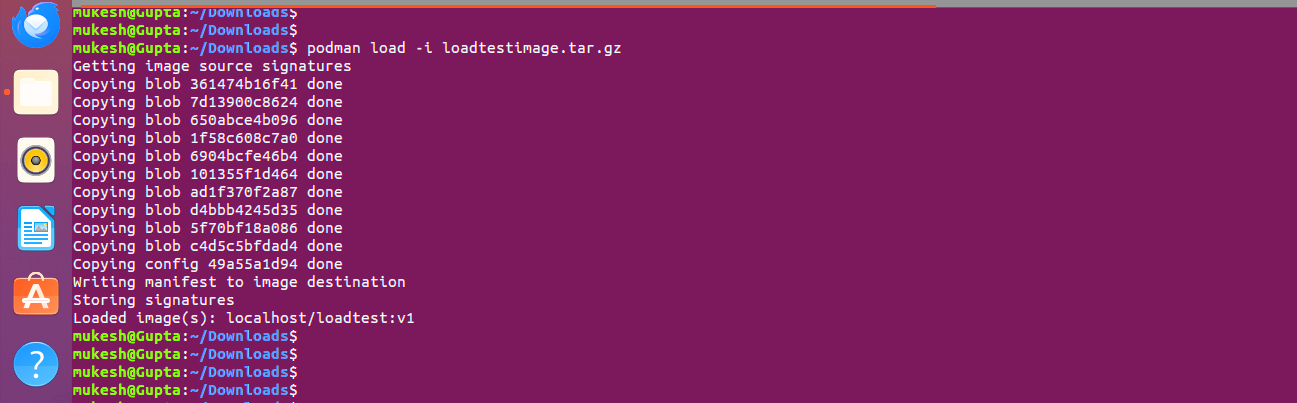 mukesh@Gupta:~/Downloads$
mukesh@Gupta:~/Downloads$
mukesh@Gupta:~/Downloads$ podman load -i loadtestimage.tar.gz
Getting image source signatures
Copying blob 361474b16f41 done
Copying blob 7d13900c8624 done
Copying blob 650abce4b096 done
Copying blob 1f58c608c7a0 done
Copying blob 6904bcfe46b4 done
Copying blob 101355f1d464 done
Copying blob ad1f370f2a87 done
Copying blob d4bbb4245d35 done
Copying blob 5f70bf18a086 done
Copying blob c4d5c5bfdad4 done
Copying config 49a55a1d94 done
Writing manifest to image destination
Storing signatures
Loaded image(s): localhost/loadtest:v1
mukesh@Gupta:~/Downloads$
mukesh@Gupta:~/Downloads$
mukesh@Gupta:~/Downloads$
mukesh@Gupta:~/Downloads$
mukesh@Gupta:~/Downloads$